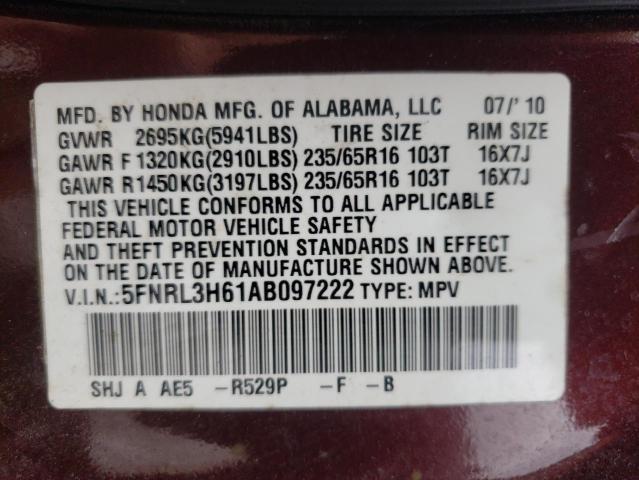 MFD. BY HONDA MFG. OF ALABAMA, LLC 07/'10
GVWR 2695KG(5941LBS) TIRE SIZE RIM SIZE
GAWR F 1320KG(2910LBS) 235/65R16 103T 16X7J
GAWR R1450KG(3197LBS) 235/65R16 103T 16X7J
THIS VEHICLE CONFORMS TO ALL APPLICABLE
FEDERAL MOTOR VEHICLE SAFETY
AND THEFT PREVENTION STANDARDS IN EFFECT
ON THE DATE OF MANUFACTURE SHOWN ABOVE.
V.I.N.:5FNRL3H61AB097222 TYPE: MPV
SHJ A AE5 -R529P -F -B